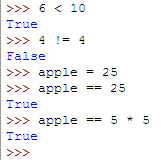 >>> 6 < 10
True
>>> 4 != 4
False
>>> apple = 25
>>> apple == 25
True
>>> apple == 5 * 5
True
>>>